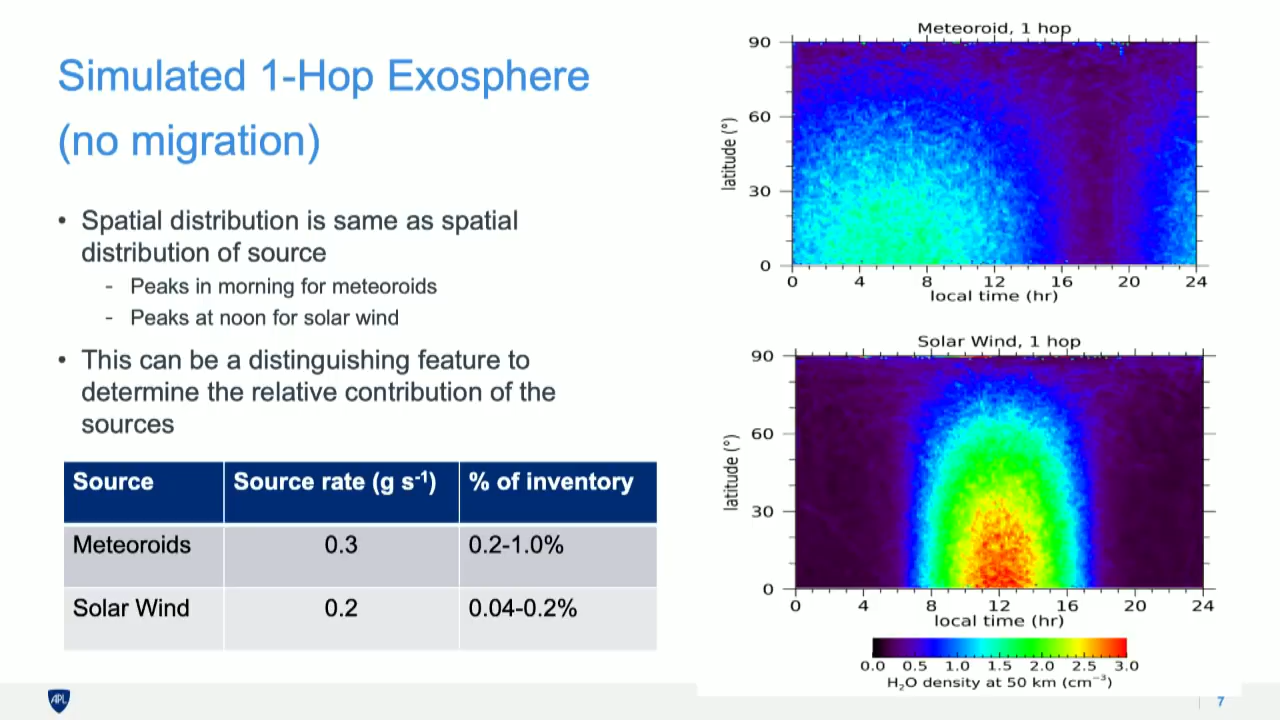 Simulated 1-Hop Exosphere
(no migration)
• Spatial distribution is same as spatial
distribution of source
- Peaks in morning for meteoroids
- Peaks at noon for solar wind
• This can be a distinguishing feature to
determine the relative contribution of the
sources
Source Source rate (g s⁻¹) % of inventory
Meteoroids 0.3 0.2-1.0%
Solar Wind 0.2 0.04-0.2%
Meteoroid, 1 hop
90
60
30
0
latitude (°)
0 4 8 12 16 20 24
local time (hr)
Solar Wind, 1 hop
90
60
30
0
latitude (°)
0 4 8 12 16 20 24
local time (hr)
0.0 0.5 1.0 1.5 2.0 2.5 3.0
H₂O density at 50 km (cm⁻³)
APL
7